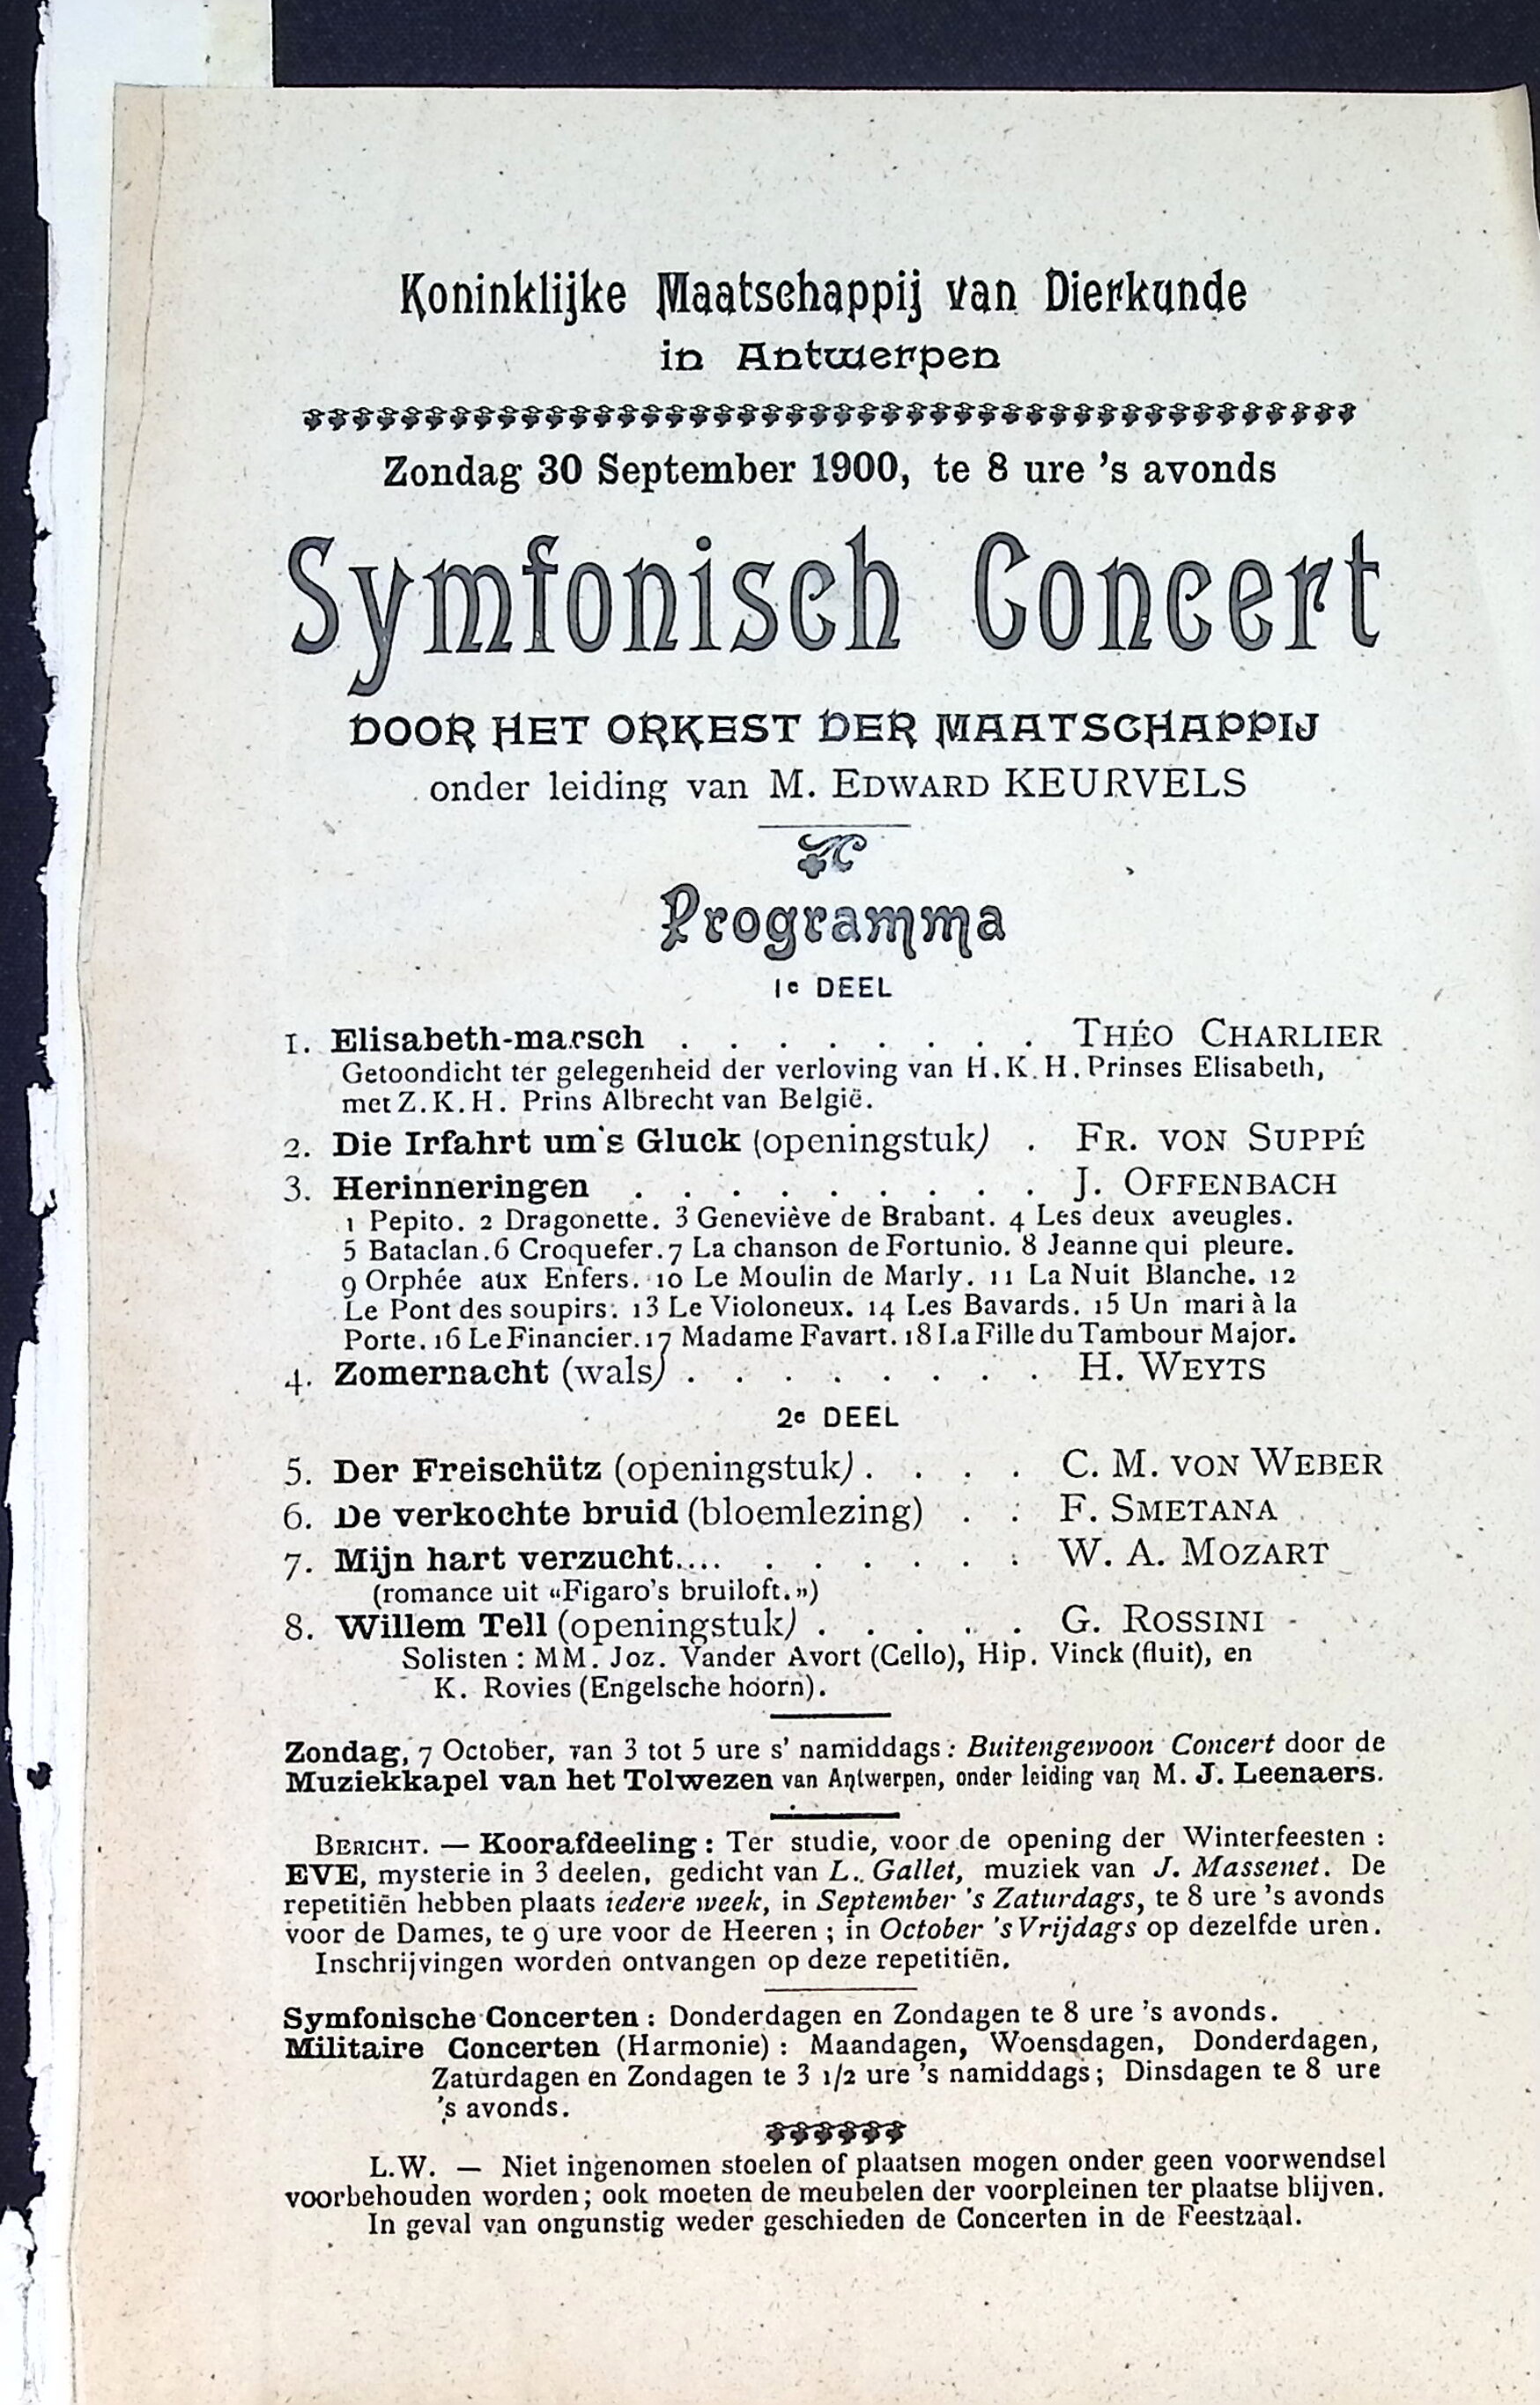 Koninklijke Maatschappij van Dierkunde
in Antwerpen
Zondag 30 September 1900, te 8 ure 's avonds
Symfonisch Concert
DOOR HET ORKEST DER MAATSCHAPPIJ
onder leiding van M. EDWARD KEURVELS
Programma
1e DEEL
1. Elisabeth-marsch . . . . . . . . THÉO CHARLIER
Getoondicht ter gelegenheid der verloving van H.K.H. Prinses Elisabeth,
met Z.K.H. Prins Albrecht van België.
2. Die Irfahrt um's Gluck (openingstuk) . FR. VON SUPPÉ
3. Herinneringen . . . . . . . . . J. OFFENBACH
1 Pepito. 2 Dragonette. 3 Geneviève de Brabant. 4 Les deux aveugles.
5 Bataclan. 6 Croquefer. 7 La chanson de Fortunio. 8 Jeanne qui pleure.
9 Orphée aux Enfers. 10 Le Moulin de Marly. 11 La Nuit Blanche. 12
Le Pont des soupirs. 13 Le Violoneux. 14 Les Bavards. 15 Un mari à la
Porte. 16 Le Financier. 17 Madame Favart. 18 La Fille du Tambour Major.
4. Zomernacht (wals) . . . . . . . . H. WEYTS
2e DEEL
5. Der Freischütz (openingstuk) . . . . C. M. VON WEBER
6. De verkochte bruid (bloemlezing) . . F. SMETANA
7. Mijn hart verzucht.... . . . . . . W. A. MOZART
(romance uit «Figaro's bruiloft.»)
8. Willem Tell (openingstuk) . . . . . G. ROSSINI
Solisten : MM. Joz. Vander Avort (Cello), Hip. Vinck (fluit), en
K. Rovies (Engelsche hoorn).
Zondag, 7 October, van 3 tot 5 ure s' namiddags : Buitengewoon Concert door de
Muziekkapel van het Tolwezen van Antwerpen, onder leiding van M. J. Leenaers.
BERICHT. — Koorafdeeling : Ter studie, voor de opening der Winterfeesten :
EVE, mysterie in 3 deelen, gedicht van L. Gallet, muziek van J. Massenet. De
repetitiën hebben plaats iedere week, in September 's Zaturdags, te 8 ure 's avonds
voor de Dames, te 9 ure voor de Heeren ; in October 's Vrijdags op dezelfde uren.
Inschrijvingen worden ontvangen op deze repetitiën.
Symfonische Concerten : Donderdagen en Zondagen te 8 ure 's avonds.
Militaire Concerten (Harmonie) : Maandagen, Woensdagen, Donderdagen,
Zaturdagen en Zondagen te 3 1/2 ure 's namiddags ; Dinsdagen te 8 ure
's avonds.
L.W. — Niet ingenomen stoelen of plaatsen mogen onder geen voorwendsel
voorbehouden worden ; ook moeten de meubelen der voorpleinen ter plaatse blijven.
In geval van ongunstig weder geschieden de Concerten in de Feestzaal.